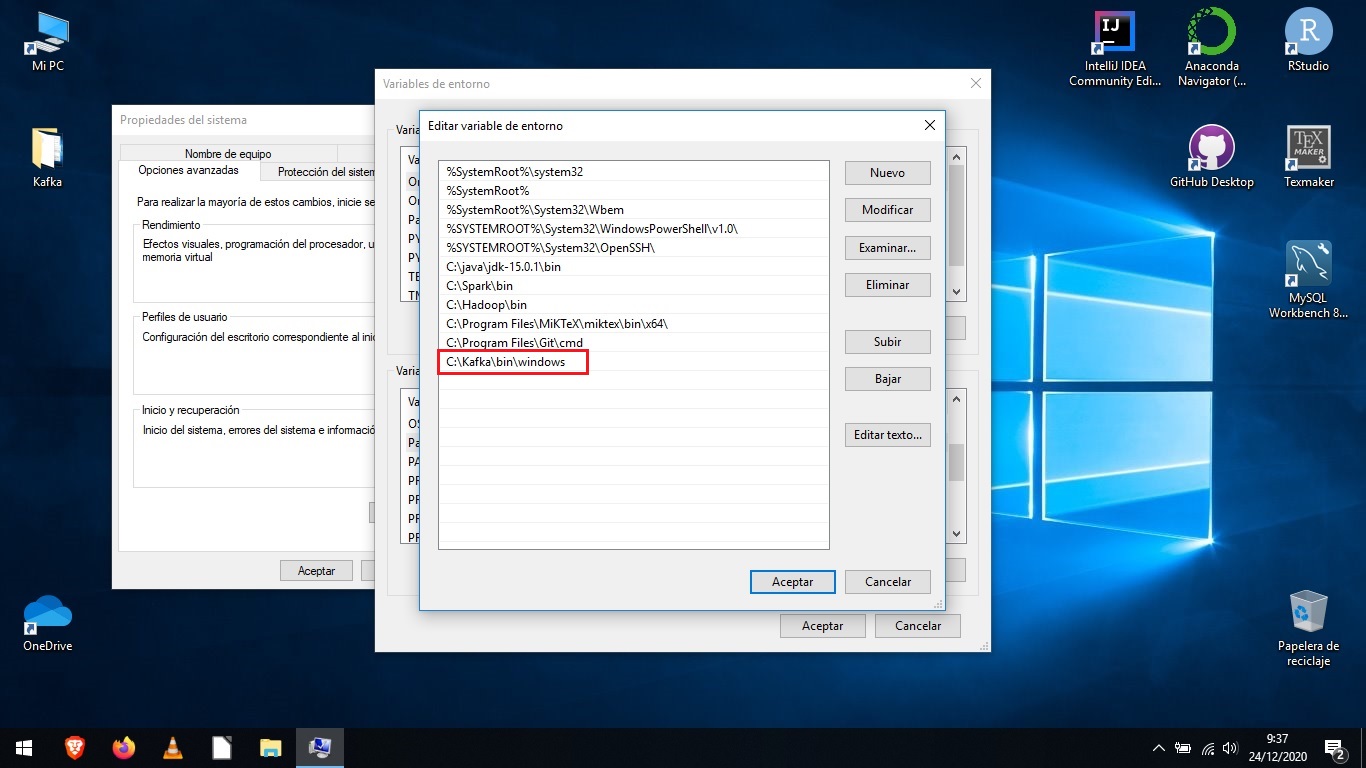 Mi PC
Kafka
OneDrive
IntelliJ IDEA
Community Edi...
Anaconda
Navigator (...
RStudio
GitHub Desktop
Texmaker
MySQL
Workbench 8...
Papelera de
reciclaje
Propiedades del sistema
Nombre de equipo
Opciones avanzadas
Protección del sistem
Para realizar la mayoría de estos cambios, inicie se
Rendimiento
Efectos visuales, programación del procesador, u
memoria virtual
Perfiles de usuario
Configuración del escritorio correspondiente al inic
Inicio y recuperación
Inicio del sistema, errores del sistema e informació
Aceptar
Variables de entorno
Varia
Va
Or
Or
Pa
PY
PY
TE
TM
Varia
Va
OS
Pa
PA
PF
PF
PF
PF
Aceptar
Cancelar
Editar variable de entorno
%SystemRoot%\system32
%SystemRoot%
%SystemRoot%\System32\Wbem
%SYSTEMROOT%\System32\WindowsPowerShell\v1.0\
%SYSTEMROOT%\System32\OpenSSH\
C:\java\jdk-15.0.1\bin
C:\Spark\bin
C:\Hadoop\bin
C:\Program Files\MiKTeX\miktex\bin\x64\
C:\Program Files\Git\cmd
C:\Kafka\bin\windows
Nuevo
Modificar
Examinar...
Eliminar
Subir
Bajar
Editar texto...
Aceptar
Cancelar
9:37
24/12/2020
2